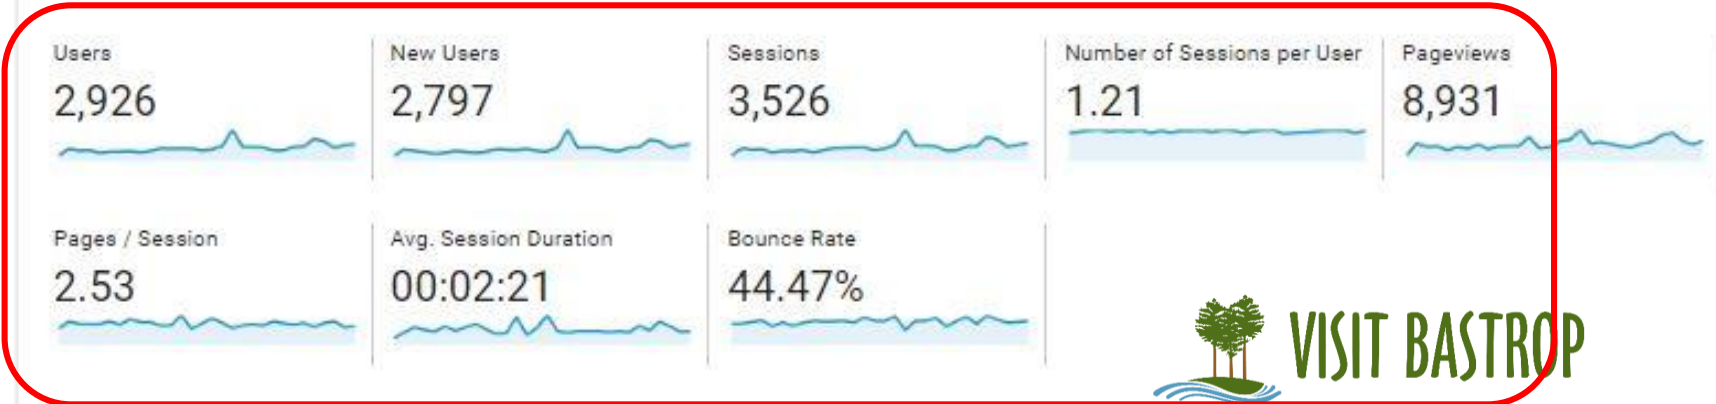 Users
2,926
New Users
2,797
Sessions
3,526
Number of Sessions per User
1.21
Pageviews
8,931
Pages / Session
2.53
Avg. Session Duration
00:02:21
Bounce Rate
44.47%
VISIT BASTROP